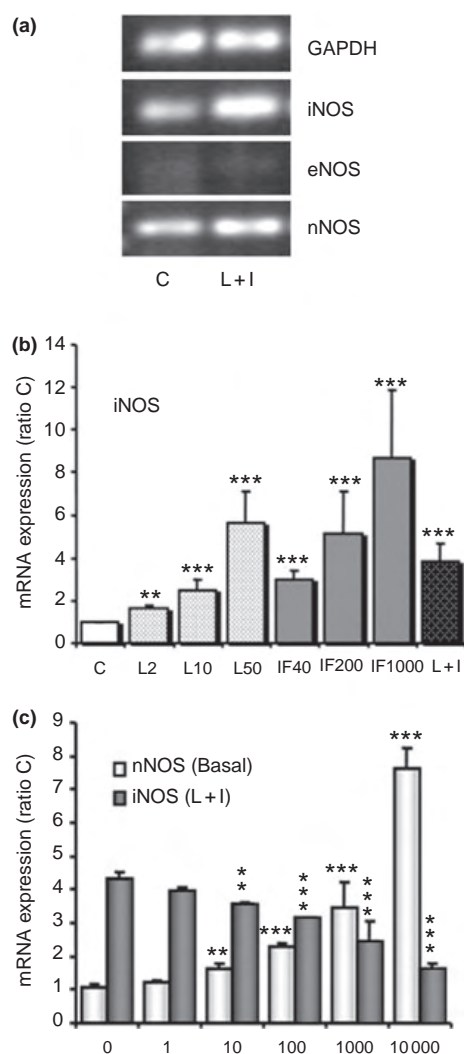 (a)
GAPDH
iNOS
eNOS
nNOS
C L + I
(b)
14
12
10
8
6
4
2
0
mRNA expression (ratio C)
iNOS
** *** *** *** *** *** ***
C L2 L10 L50 IF40 IF200 IF1000 L + I
(c)
9
8
7
6
5
4
3
2
1
0
mRNA expression (ratio C)
nNOS (Basal)
iNOS (L + I)
** ** *** *** *** *** *** ***
0 1 10 100 1000 10 000